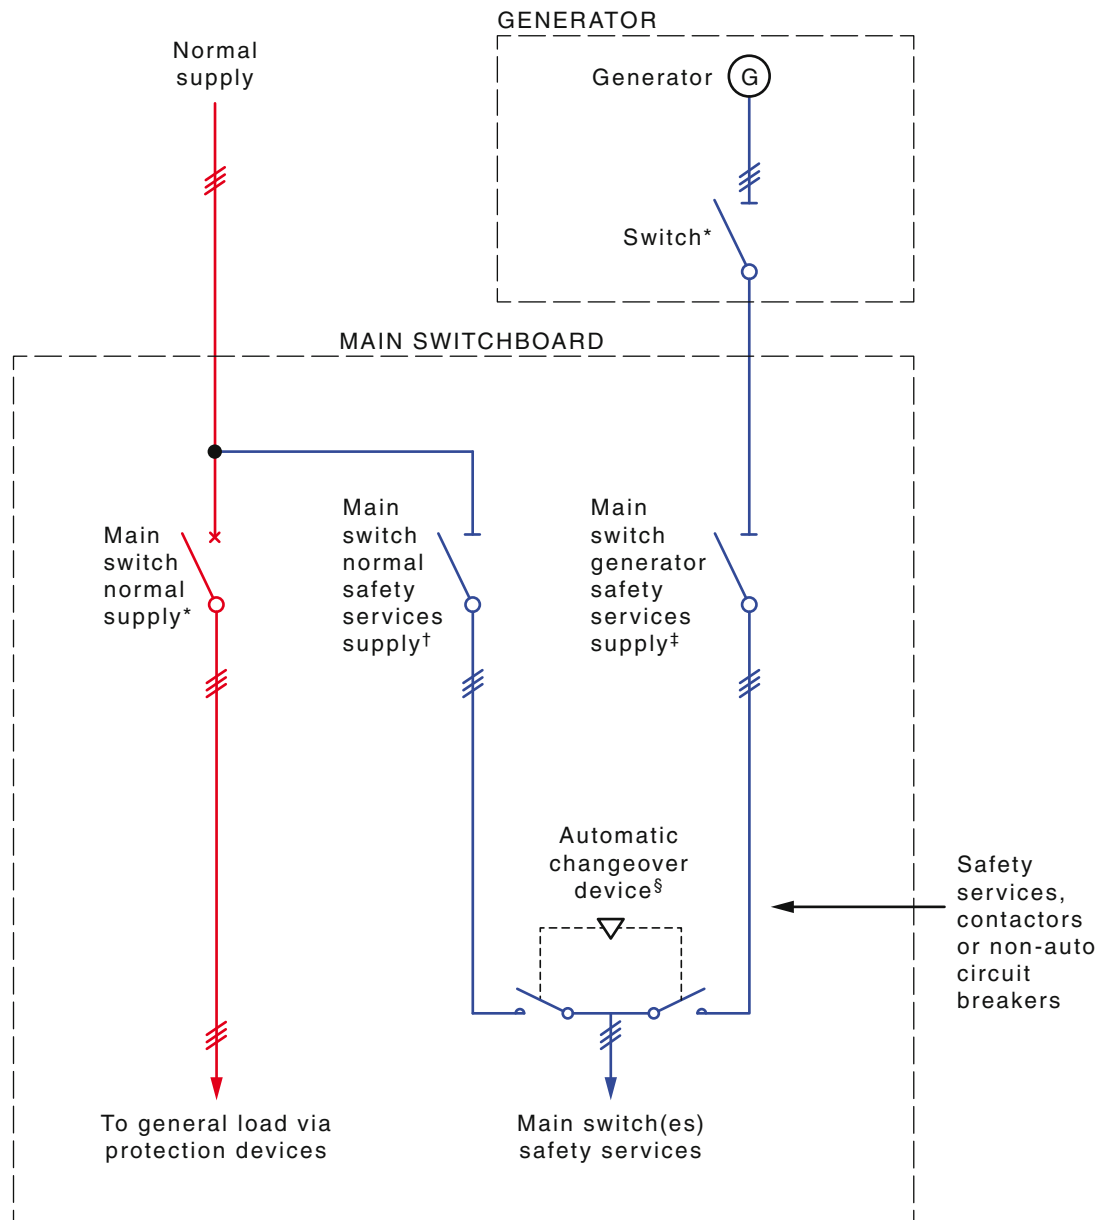 GENERATOR
Normal
supply
Generator
G
Switch*
MAIN SWITCHBOARD
Main
switch
normal
supply*
Main
switch
normal
safety
services
supply†
Main
switch
generator
safety
services
supply‡
Automatic
changeover
device§
Safety
services,
contactors
or non-auto
circuit
breakers
To general load via
protection devices
Main switch(es)
safety services